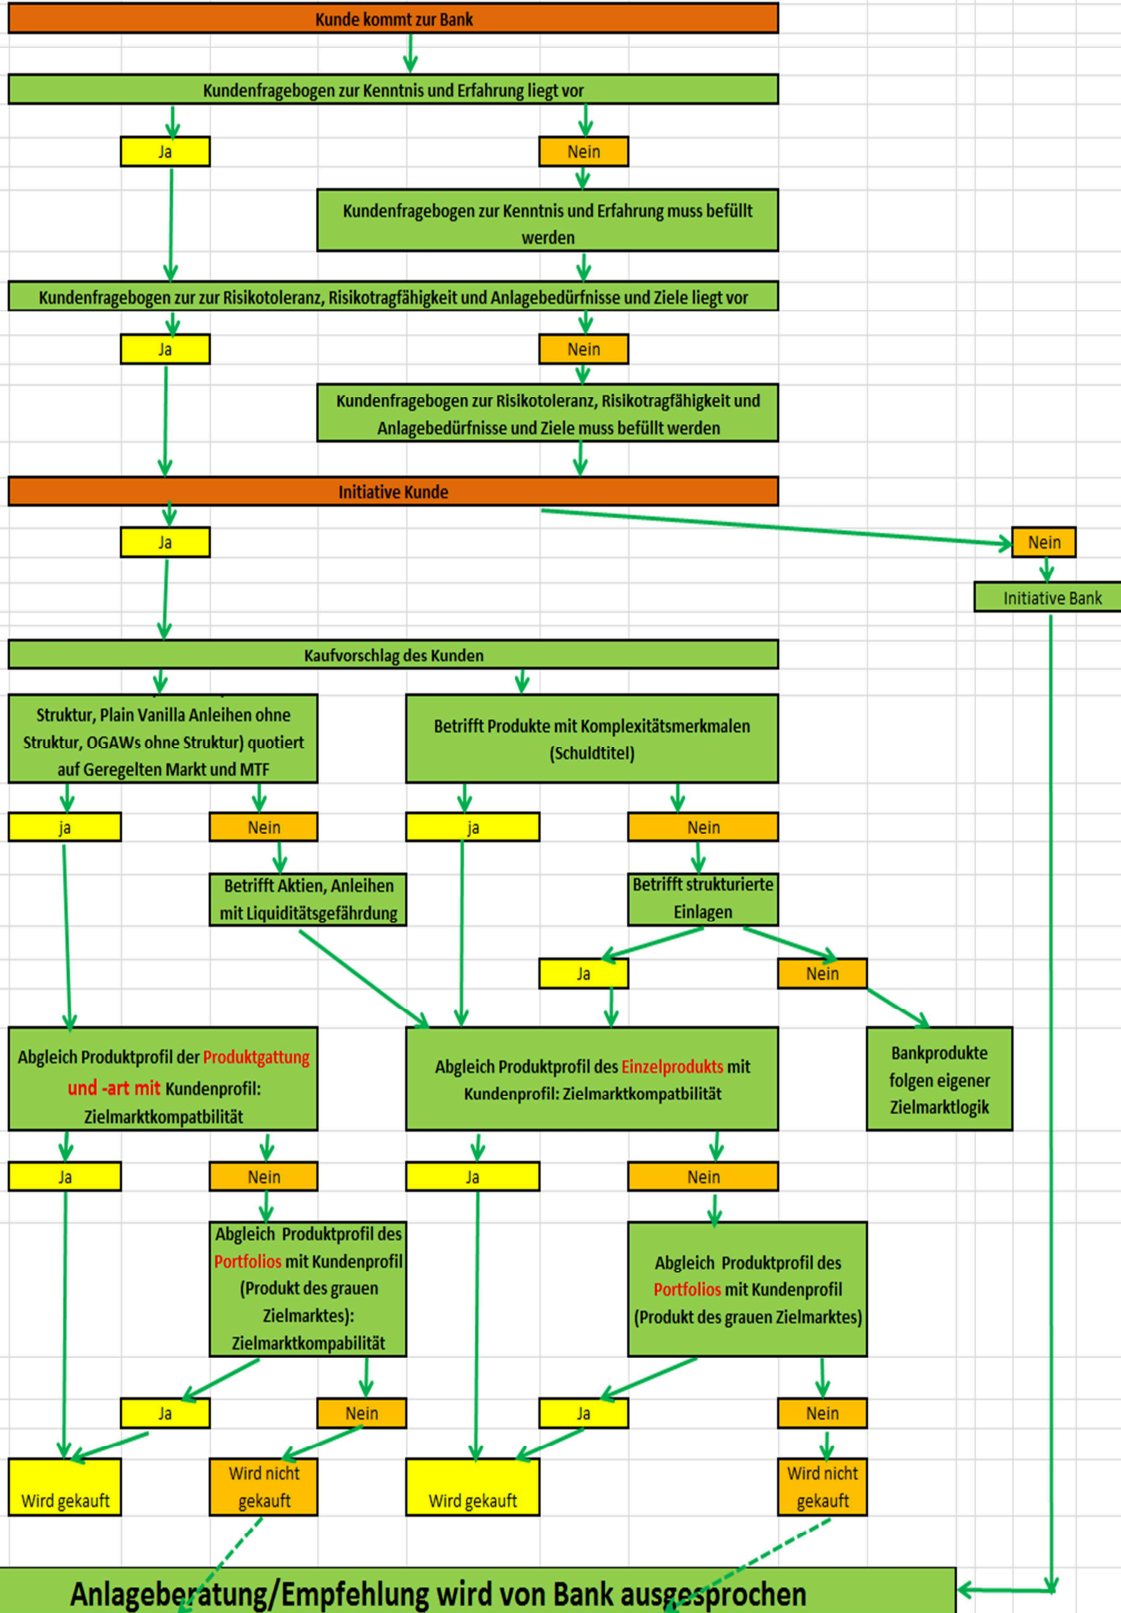 Kunde kommt zur Bank
Kundenfragebogen zur Kenntnis und Erfahrung liegt vor
Ja
Nein
Kundenfragebogen zur Kenntnis und Erfahrung muss befüllt
werden
Kundenfragebogen zur zur Risikotoleranz, Risikotragfähigkeit und Anlagebedürfnisse und Ziele liegt vor
Ja
Nein
Kundenfragebogen zur Risikotoleranz, Risikotragfähigkeit und
Anlagebedürfnisse und Ziele muss befüllt werden
Initiative Kunde
Ja
Nein
Initiative Bank
Kaufvorschlag des Kunden
Struktur, Plain Vanilla Anleihen ohne
Struktur, OGAWs ohne Struktur) quotiert
auf Geregelten Markt und MTF
Betrifft Produkte mit Komplexitätsmerkmalen
(Schuldtitel)
ja
Nein
ja
Nein
Betrifft Aktien, Anleihen
mit Liquiditätsgefährdung
Betrifft strukturierte
Einlagen
Ja
Nein
Abgleich Produktprofil der Produktgattung
und -art mit Kundenprofil:
Zielmarktkompatbilität
Abgleich Produktprofil des Einzelprodukts mit
Kundenprofil: Zielmarktkompatbilität
Bankprodukte
folgen eigener
Zielmarktlogik
Ja
Nein
Ja
Nein
Abgleich Produktprofil des
Portfolios mit Kundenprofil
(Produkt des grauen
Zielmarktes):
Zielmarktkompabilität
Abgleich Produktprofil des
Portfolios mit Kundenprofil
(Produkt des grauen Zielmarktes)
Ja
Nein
Ja
Nein
Wird gekauft
Wird nicht
gekauft
Wird gekauft
Wird nicht
gekauft
Anlageberatung/Empfehlung wird von Bank ausgesprochen